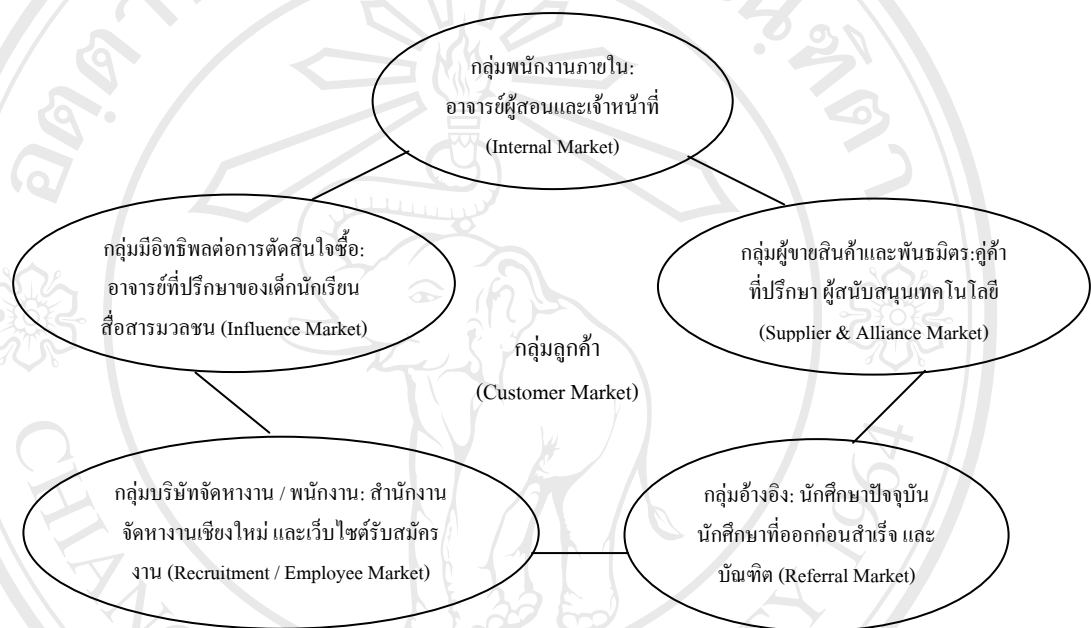 กลุ่มพนักงานภายใน:
อาจารย์ผู้สอนและเจ้าหน้าที่
(Internal Market)
กลุ่มมีอิทธิพลต่อการตัดสินใจซื้อ:
อาจารย์ที่ปรึกษาของเด็กนักเรียน
สื่อสารมวลชน (Influence Market)
กลุ่มผู้ขายสินค้าและพันธมิตร:คู่ค้า
ที่ปรึกษา ผู้สนับสนุนเทคโนโลยี
(Supplier & Alliance Market)
กลุ่มลูกค้า
(Customer Market)
กลุ่มบริษัทจัดหางาน / พนักงาน: สำนักงาน
จัดหางานเชียงใหม่ และเว็บไซต์รับสมัคร
งาน (Recruitment / Employee Market)
กลุ่มอ้างอิง: นักศึกษาปัจจุบัน
นักศึกษาที่ออกก่อนสำเร็จ และ
บัณฑิต (Referral Market)